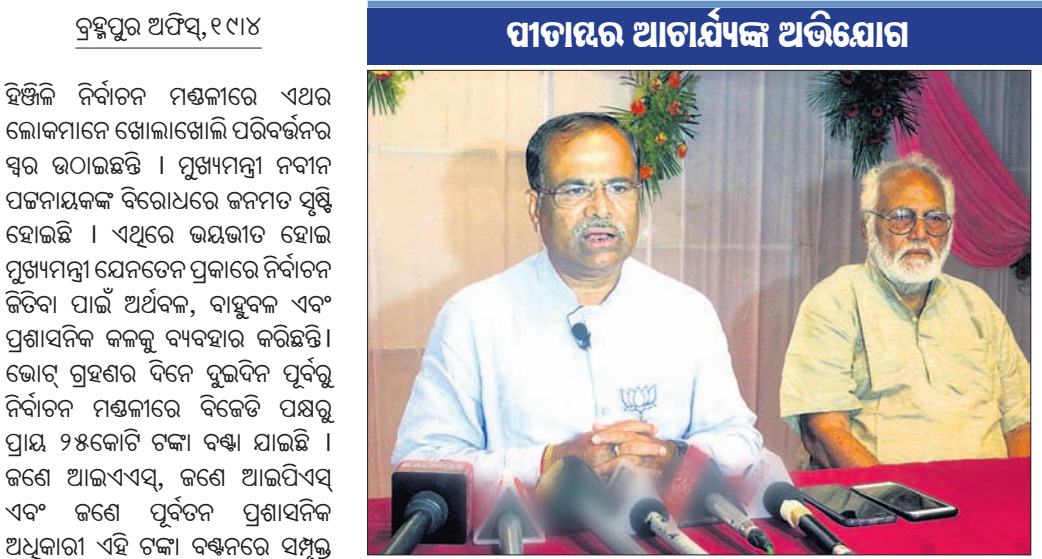 ବ୍ରହ୍ମପୁର ଅଫିସ୍,୧୯।୪
ପୀତାମ୍ବର ଆଚାର୍ଯ୍ୟଙ୍କ ଅଭିଯୋଗ
ହିଞ୍ଜିଳି ନିର୍ବାଚନ ମଣ୍ଡଳୀରେ ଏଥର
ଲୋକମାନେ ଖୋଲାଖୋଲି ପରିବର୍ତ୍ତନର
ସ୍ୱର ଉଠାଇଛନ୍ତି । ମୁଖ୍ୟମନ୍ତ୍ରୀ ନବୀନ
ପଟ୍ଟନାୟକଙ୍କ ବିରୋଧରେ ଜନମତ ସୃଷ୍ଟି
ହୋଇଛି । ଏଥିରେ ଭୟଭୀତ ହୋଇ
ମୁଖ୍ୟମନ୍ତ୍ରୀ ଯେନତେନ ପ୍ରକାରେ ନିର୍ବାଚନ
ଜିତିବା ପାଇଁ ଅର୍ଥବଳ, ବାହୁବଳ ଏବଂ
ପ୍ରଶାସନିକ କଳକୁ ବ୍ୟବହାର କରିଛନ୍ତି।
ଭୋଟ୍ ଗ୍ରହଣର ଦିନେ ଦୁଇଦିନ ପୂର୍ବରୁ
ନିର୍ବାଚନ ମଣ୍ଡଳୀରେ ବିଜେଡି ପକ୍ଷରୁ
ପ୍ରାୟ ୨୫କୋଟି ଟଙ୍କା ବଣ୍ଟା ଯାଇଛି ।
ଜଣେ ଆଇଏଏସ୍, ଜଣେ ଆଇପିଏସ୍
ଏବଂ ଜଣେ ପୂର୍ବତନ ପ୍ରଶାସନିକ
ଅଧିକାରୀ ଏହି ଟଙ୍କା ବଣ୍ଟନରେ ସମ୍ପୃକ୍ତ